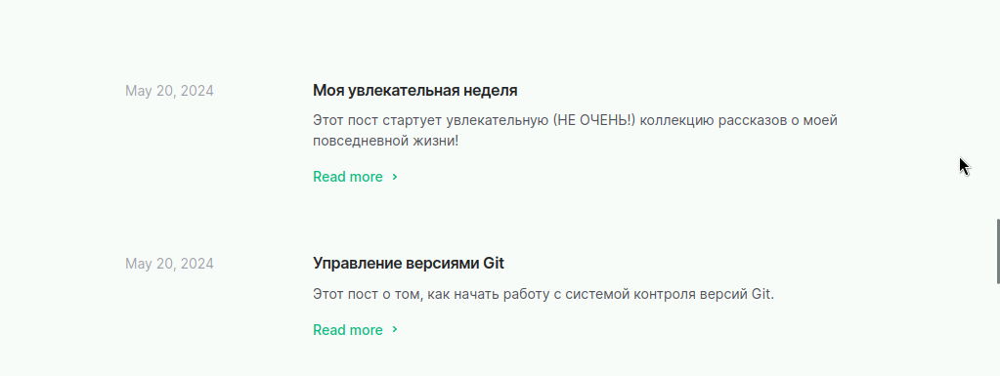 May 20, 2024
Моя увлекательная неделя
Этот пост стартует увлекательную (НЕ ОЧЕНЬ!) коллекцию рассказов о моей
повседневной жизни!
Read more
May 20, 2024
Управление версиями Git
Этот пост о том, как начать работу с системой контроля версий Git.
Read more